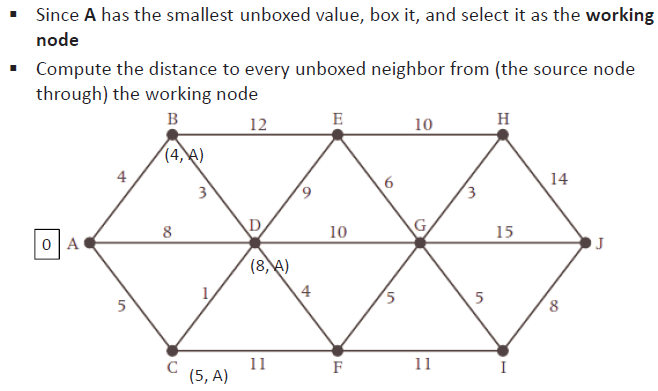 ▪ Since A has the smallest unboxed value, box it, and select it as the working
node
▪ Compute the distance to every unboxed neighbor from (the source node
through) the working node
B 12 E 10 H
(4, A)
4 3 9 6 3 14
0 A 8 D 10 G 15 J
(8, A)
5 1 4 5 5 8
C 11 F 11 I
(5, A)